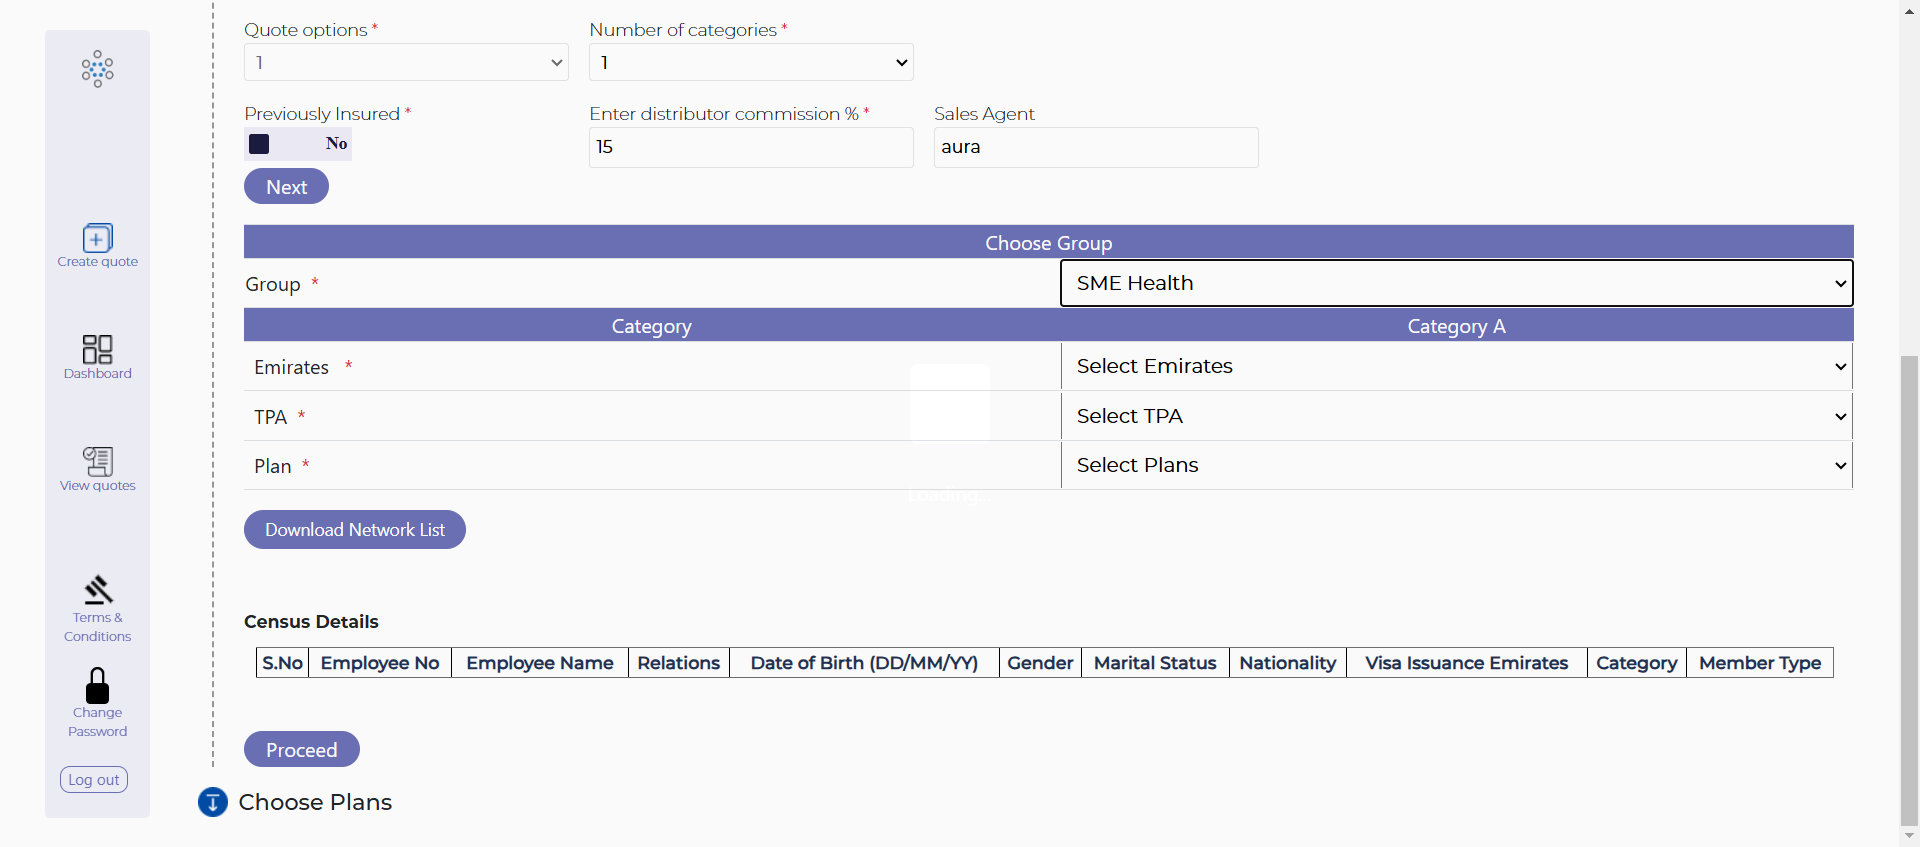 Quote options *
Number of categories *
1
1
Previously Insured *
Enter distributor commission % *
Sales Agent
No
15
aura
Next
Choose Group
Group *
SME Health
Category
Category A
Emirates *
Select Emirates
TPA *
Select TPA
Plan *
Select Plans
Loading...
Download Network List
Census Details
S.No Employee No Employee Name Relations Date of Birth (DD/MM/YY) Gender Marital Status Nationality Visa Issuance Emirates Category Member Type
Proceed
Choose Plans
Create quote
Dashboard
View quotes
Terms &
Conditions
Change
Password
Log out